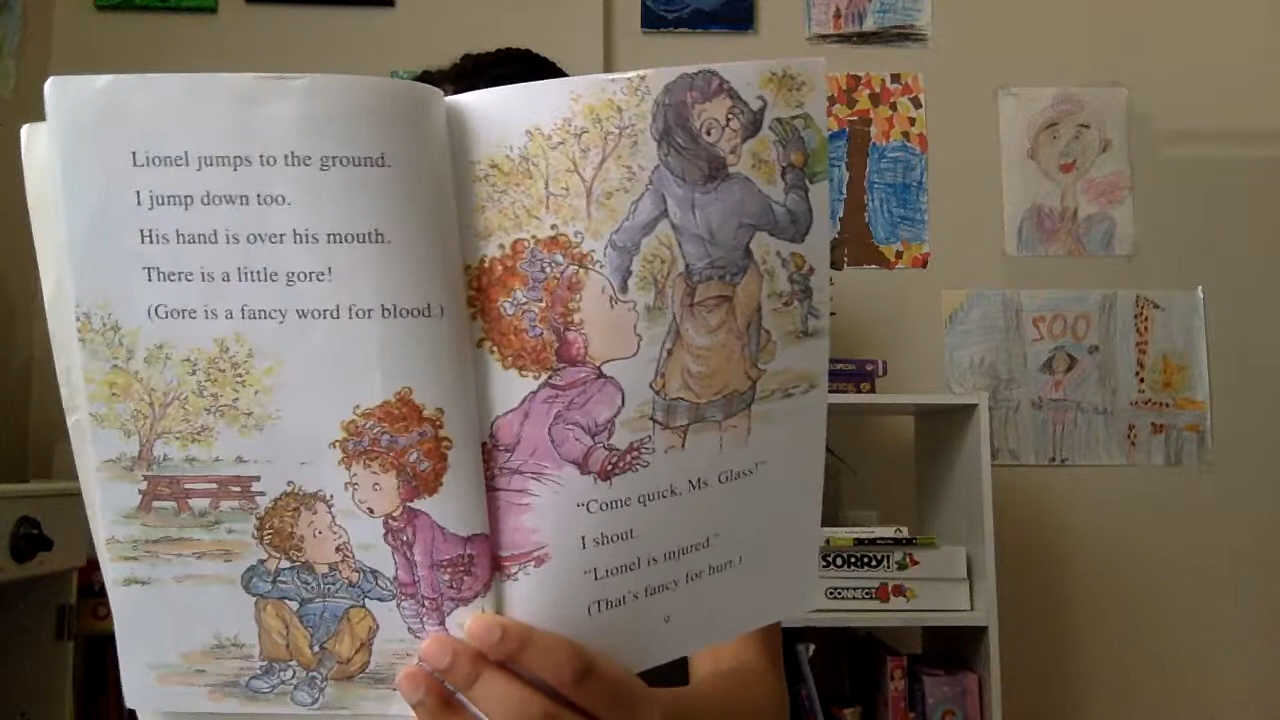 Lionel jumps to the ground.
I jump down too.
His hand is over his mouth.
There is a little gore!
(Gore is a fancy word for blood.)
"Come quick, Ms. Glass!"
I shout.
"Lionel is injured."
(That's fancy for hurt.)
9
ZOO
SORRY!
CONNECT 4